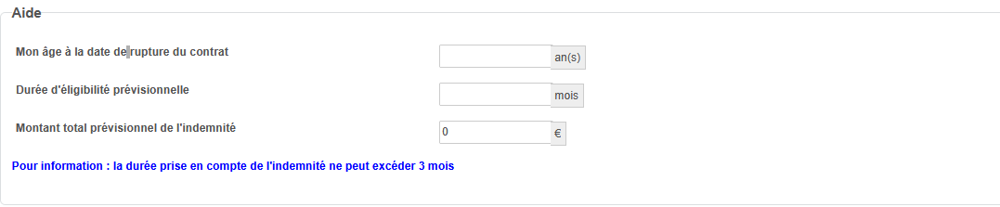 Aide
Mon âge à la date de rupture du contrat an(s)
Durée d'éligibilité prévisionnelle mois
Montant total prévisionnel de l'indemnité 0 €
Pour information : la durée prise en compte de l'indemnité ne peut excéder 3 mois